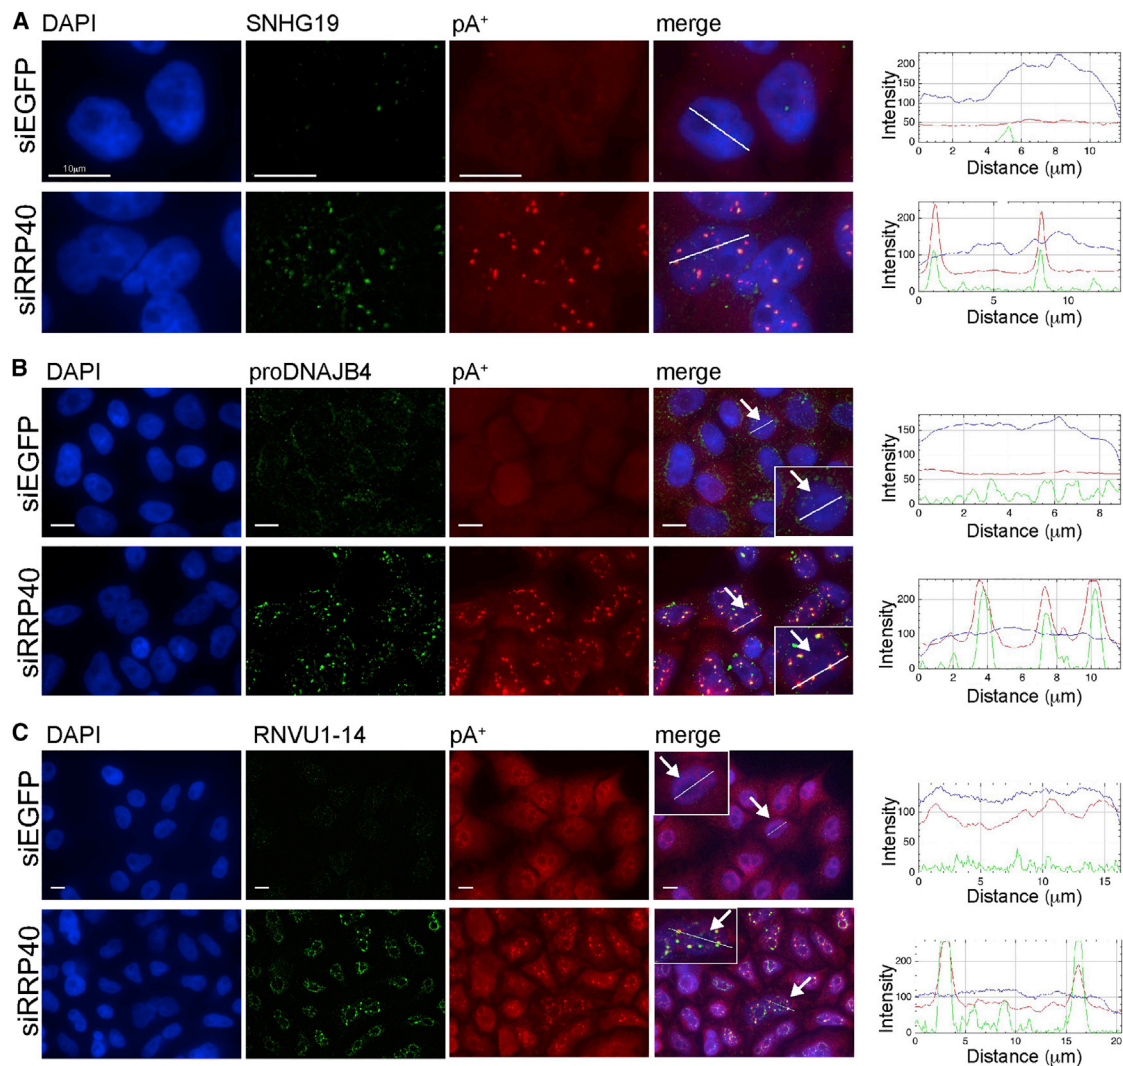 A
DAPI SNHG19 pA⁺ merge
siEGFP
10μm
Intensity
200
150
100
50
0
0 2 4 6 8 10
Distance (μm)
siRRP40
Intensity
200
100
0
0 5 10
Distance (μm)
B
DAPI proDNAJB4 pA⁺ merge
siEGFP
Intensity
150
100
50
0
0 2 4 6 8
Distance (μm)
siRRP40
Intensity
200
100
0
0 2 4 6 8 10
Distance (μm)
C
DAPI RNVU1-14 pA⁺ merge
siEGFP
Intensity
100
50
0
0 5 10 15
Distance (μm)
siRRP40
Intensity
200
100
0
0 5 10 15 20
Distance (μm)